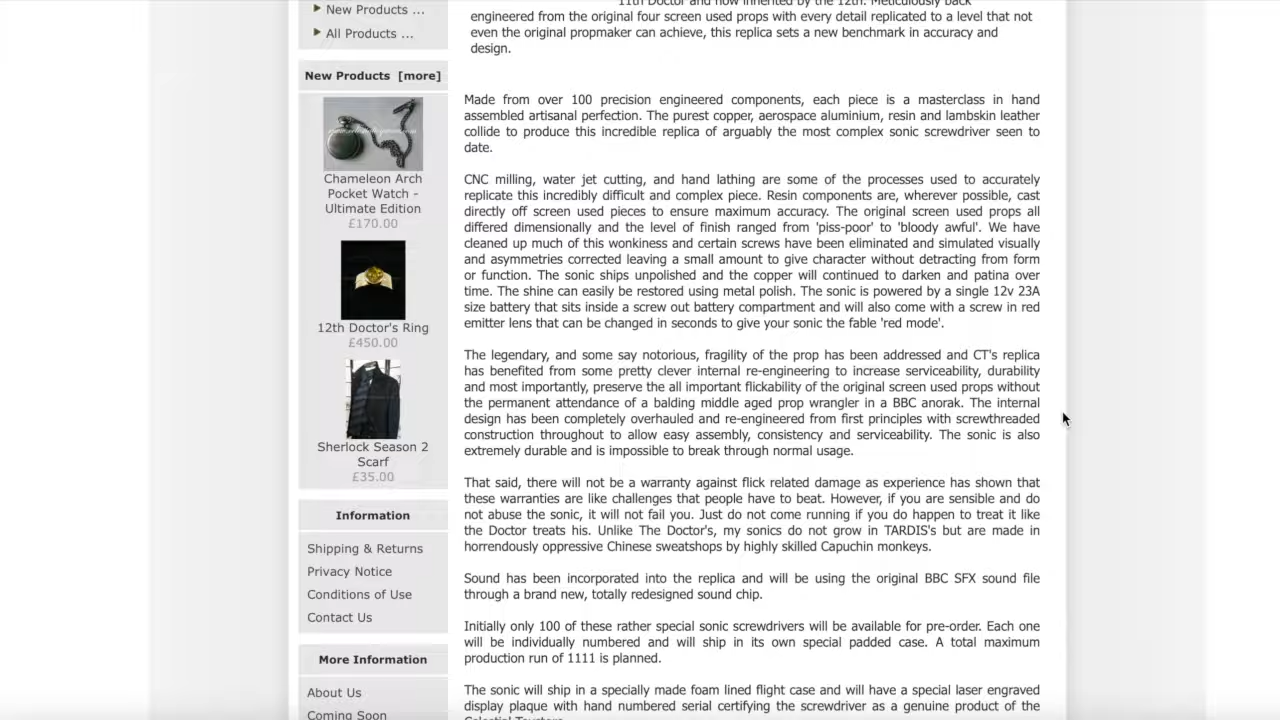 New Products ...
All Products ...
New Products [more]
Chameleon Arch
Pocket Watch -
Ultimate Edition
£170.00
12th Doctor's Ring
£450.00
Sherlock Season 2
Scarf
£35.00
Information
Shipping & Returns
Privacy Notice
Conditions of Use
Contact Us
More Information
About Us
Coming Soon
11th Doctor and now inherited by the 12th. Meticulously back
engineered from the original four screen used props with every detail replicated to a level that not
even the original propmaker can achieve, this replica sets a new benchmark in accuracy and
design.
Made from over 100 precision engineered components, each piece is a masterclass in hand
assembled artisanal perfection. The purest copper, aerospace aluminium, resin and lambskin leather
collide to produce this incredible replica of arguably the most complex sonic screwdriver seen to
date.
CNC milling, water jet cutting, and hand lathing are some of the processes used to accurately
replicate this incredibly difficult and complex piece. Resin components are, wherever possible, cast
directly off screen used pieces to ensure maximum accuracy. The original screen used props all
differed dimensionally and the level of finish ranged from 'piss-poor' to 'bloody awful'. We have
cleaned up much of this wonkiness and certain screws have been eliminated and simulated visually
and asymmetries corrected leaving a small amount to give character without detracting from form
or function. The sonic ships unpolished and the copper will continued to darken and patina over
time. The shine can easily be restored using metal polish. The sonic is powered by a single 12v 23A
size battery that sits inside a screw out battery compartment and will also come with a screw in red
emitter lens that can be changed in seconds to give your sonic the fable 'red mode'.
The legendary, and some say notorious, fragility of the prop has been addressed and CT's replica
has benefited from some pretty clever internal re-engineering to increase serviceability, durability
and most importantly, preserve the all important flickability of the original screen used props without
the permanent attendance of a balding middle aged prop wrangler in a BBC anorak. The internal
design has been completely overhauled and re-engineered from first principles with screwthreaded
construction throughout to allow easy assembly, consistency and serviceability. The sonic is also
extremely durable and is impossible to break through normal usage.
That said, there will not be a warranty against flick related damage as experience has shown that
these warranties are like challenges that people have to beat. However, if you are sensible and do
not abuse the sonic, it will not fail you. Just do not come running if you do happen to treat it like
the Doctor treats his. Unlike The Doctor's, my sonics do not grow in TARDIS's but are made in
horrendously oppressive Chinese sweatshops by highly skilled Capuchin monkeys.
Sound has been incorporated into the replica and will be using the original BBC SFX sound file
through a brand new, totally redesigned sound chip.
Initially only 100 of these rather special sonic screwdrivers will be available for pre-order. Each one
will be individually numbered and will ship in its own special padded case. A total maximum
production run of 1111 is planned.
The sonic will ship in a specially made foam lined flight case and will have a special laser engraved
display plaque with hand numbered serial certifying the screwdriver as a genuine product of the